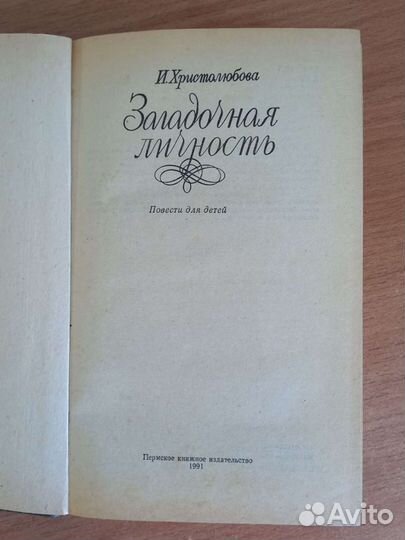 И. Христолюбова
Загадочная
личность
Повести для детей
Пермское книжное издательство
1991
Avito